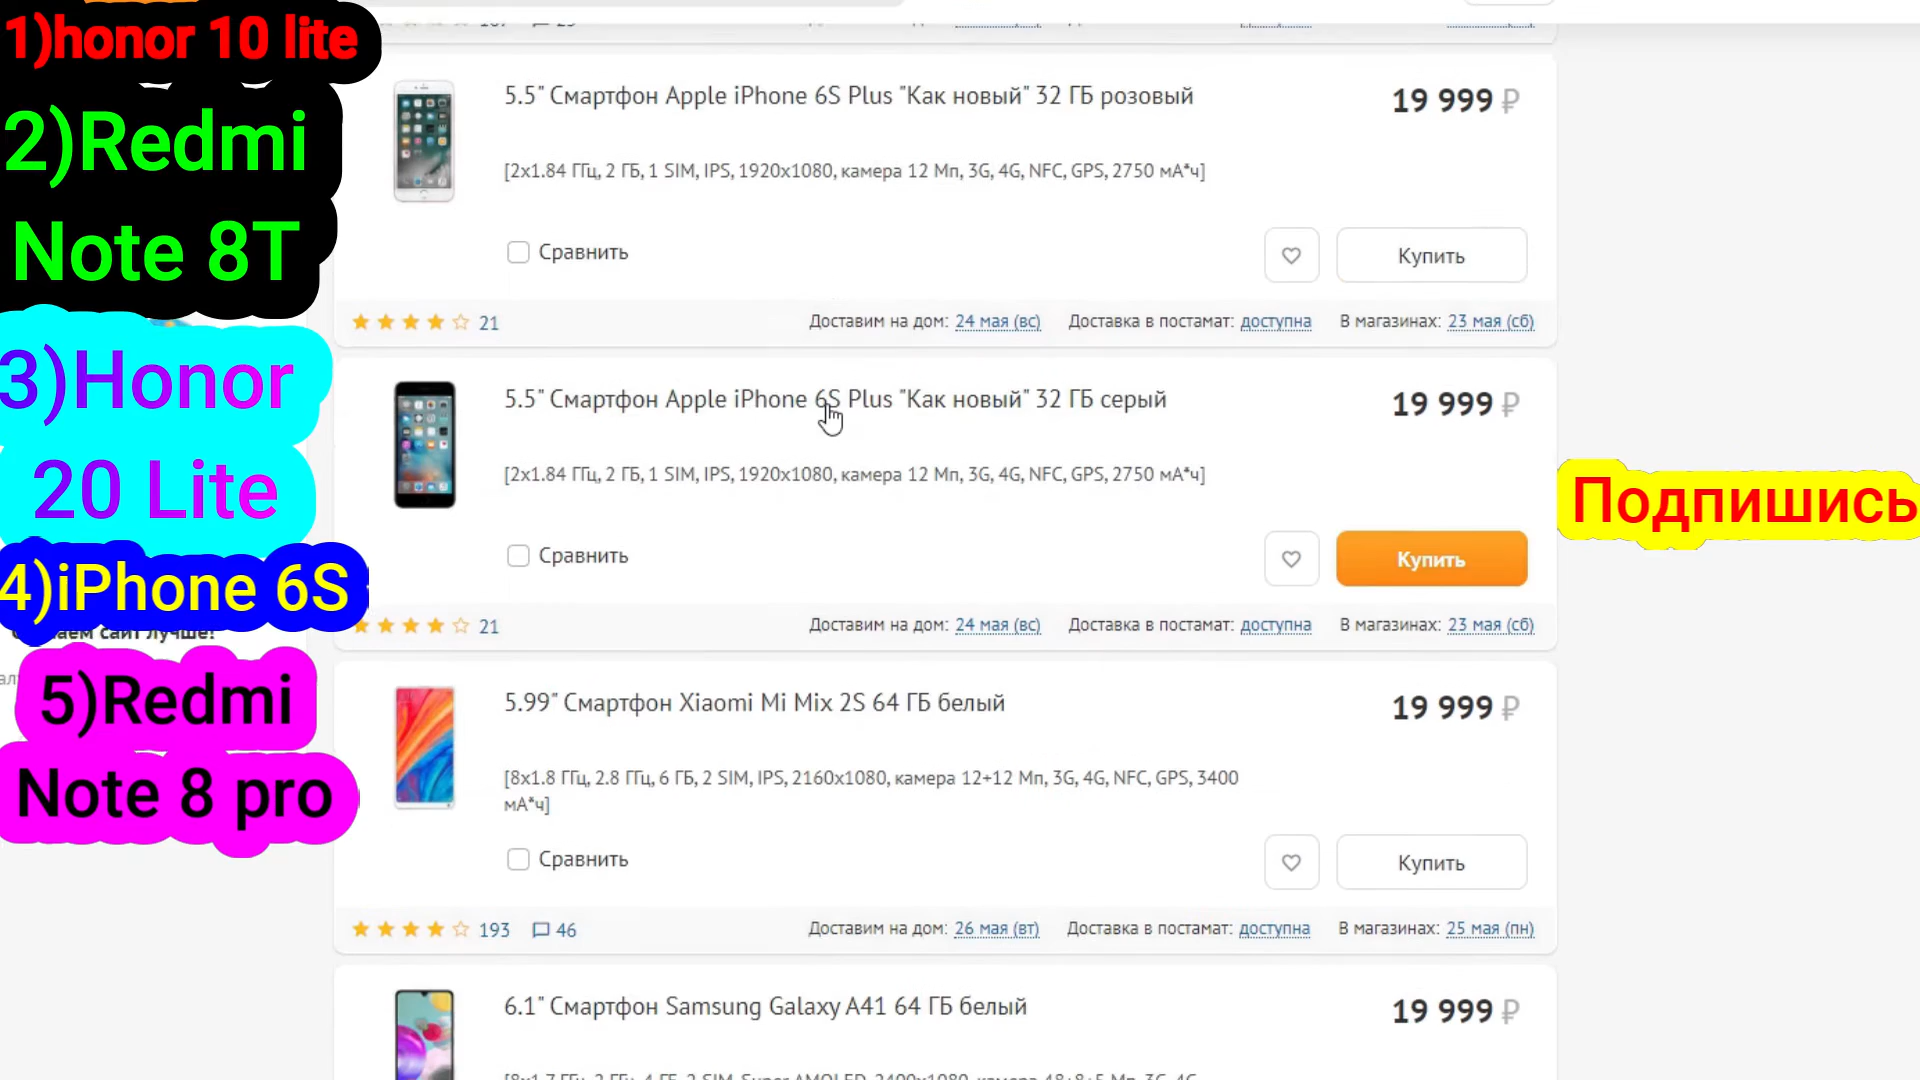 1)honor 10 lite
2)Redmi
Note 8T
3)Honor
20 Lite
4)iPhone 6S
5)Redmi
Note 8 pro
5.5" Смартфон Apple iPhone 6S Plus "Как новый" 32 ГБ розовый
19 999 ₽
[2x1.84 ГГц, 2 ГБ, 1 SIM, IPS, 1920x1080, камера 12 Мп, 3G, 4G, NFC, GPS, 2750 мА*ч]
Сравнить
Купить
21
Доставим на дом: 24 мая (вс) Доставка в постамат: доступна В магазинах: 23 мая (сб)
5.5" Смартфон Apple iPhone 6S Plus "Как новый" 32 ГБ серый
19 999 ₽
[2x1.84 ГГц, 2 ГБ, 1 SIM, IPS, 1920x1080, камера 12 Мп, 3G, 4G, NFC, GPS, 2750 мА*ч]
Сравнить
Купить
21
Доставим на дом: 24 мая (вс) Доставка в постамат: доступна В магазинах: 23 мая (сб)
5.99" Смартфон Xiaomi Mi Mix 2S 64 ГБ белый
19 999 ₽
[8x1.8 ГГц, 2.8 ГГц, 6 ГБ, 2 SIM, IPS, 2160x1080, камера 12+12 Мп, 3G, 4G, NFC, GPS, 3400
мА*ч]
Сравнить
Купить
193 46
Доставим на дом: 26 мая (вт) Доставка в постамат: доступна В магазинах: 25 мая (пн)
6.1" Смартфон Samsung Galaxy A41 64 ГБ белый
19 999 ₽
сайт лучше!
Подпишись